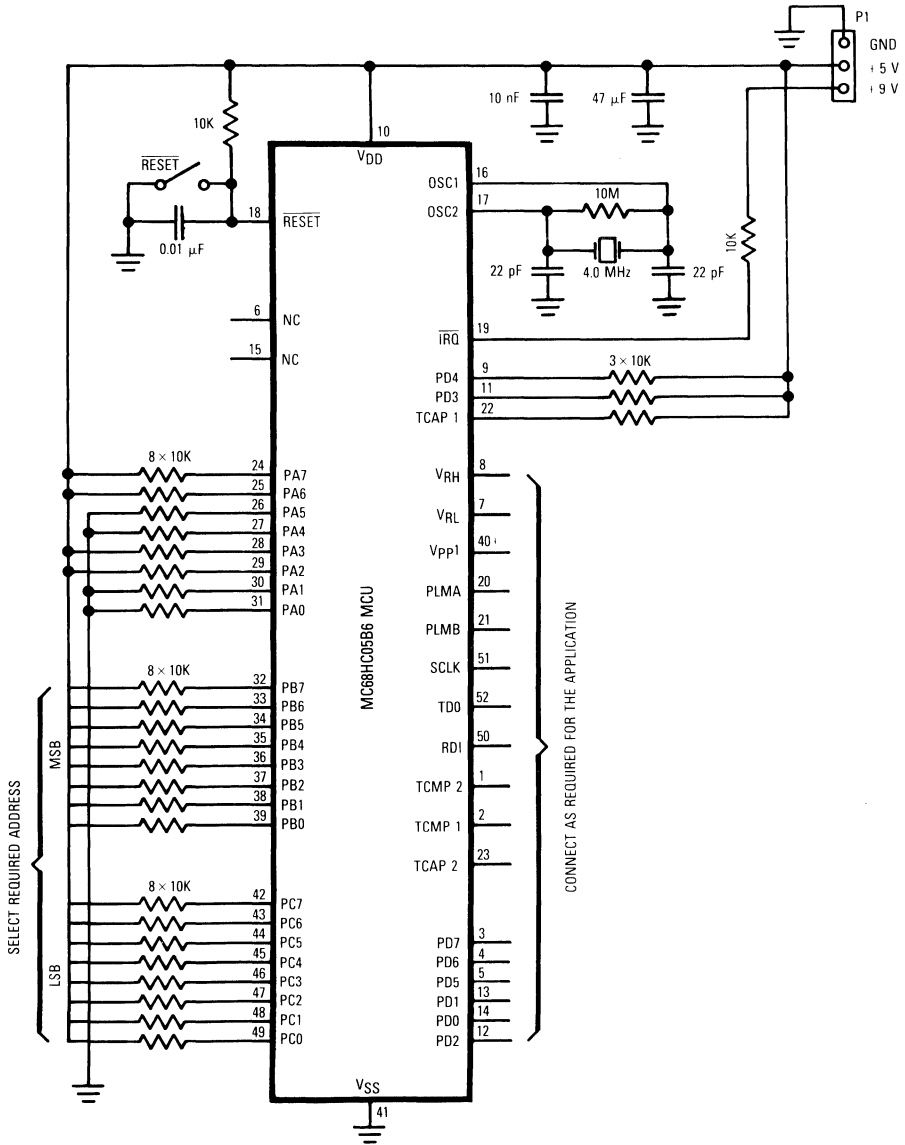 P1
GND
+5 V
+9 V
10 nF
47 µF
10K
10
VDD
RESET
18
RESET
0.01 µF
OSC1
16
OSC2
17
10M
22 pF
4.0 MHz
22 pF
10K
6
NC
15
NC
IRQ
19
PD4
9
3 × 10K
PD3
11
TCAP 1
22
8 × 10K
24
PA7
25
PA6
26
PA5
27
PA4
28
PA3
29
PA2
30
PA1
31
PA0
MC68HC05B6 MCU
VRH
8
VRL
7
VPP1
40
PLMA
20
PLMB
21
SCLK
51
TD0
52
RDI
50
TCMP 2
1
TCMP 1
2
TCAP 2
23
PD7
3
PD6
4
PD5
5
PD1
13
PD0
14
PD2
12
CONNECT AS REQUIRED FOR THE APPLICATION
8 × 10K
32
PB7
33
PB6
34
PB5
35
PB4
36
PB3
37
PB2
38
PB1
39
PB0
MSB
SELECT REQUIRED ADDRESS
LSB
8 × 10K
42
PC7
43
PC6
44
PC5
45
PC4
46
PC3
47
PC2
48
PC1
49
PC0
VSS
41